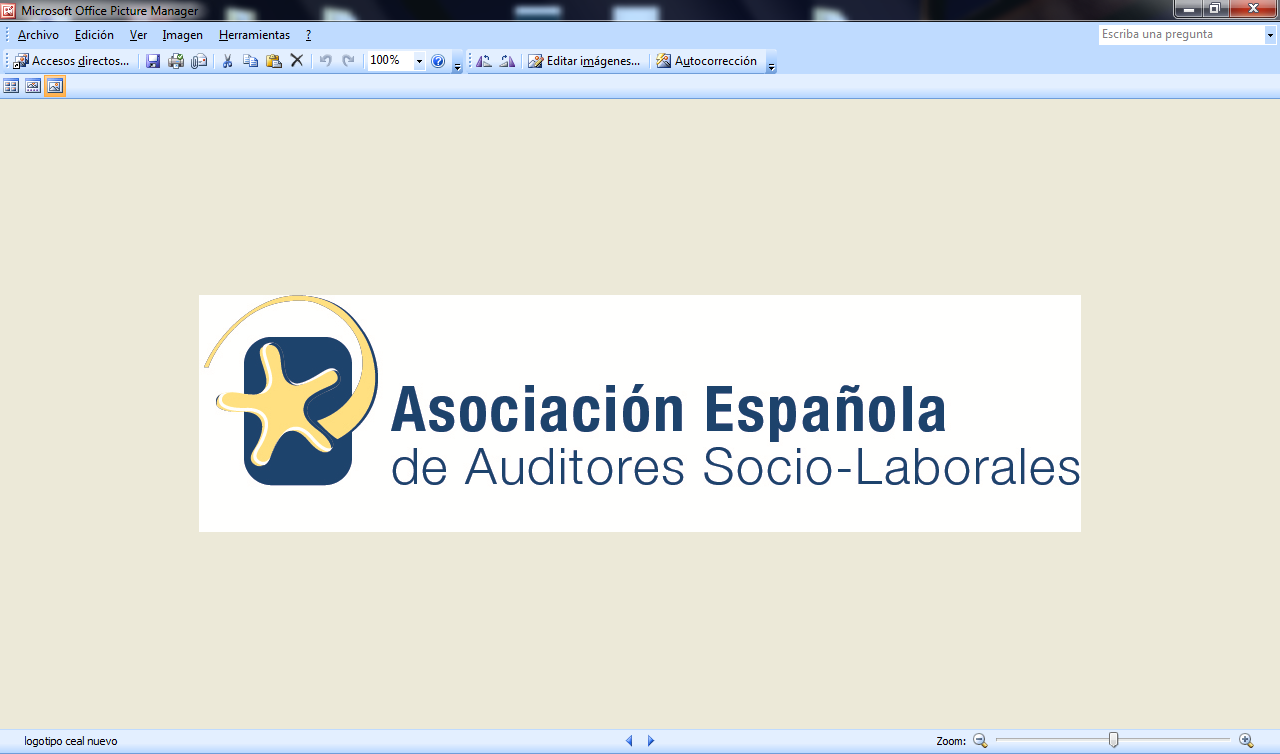 Microsoft Office Picture Manager
Archivo Edición Ver Imagen Herramientas ? Escriba una pregunta
Accesos directos... 100% Editar imágenes... Autocorrección
Asociación Española
de Auditores Socio-Laborales
logotipo ceal nuevo Zoom: